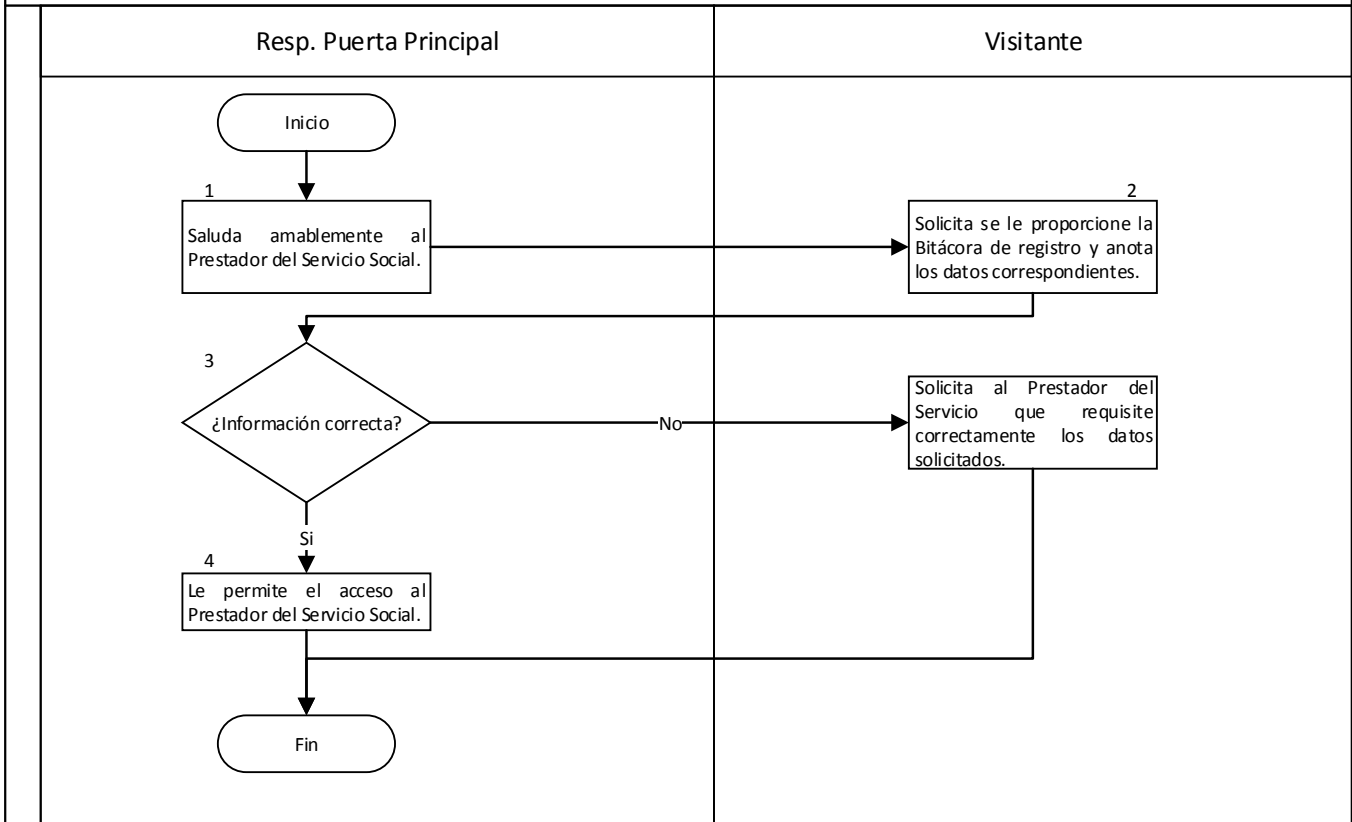 Resp. Puerta Principal
Visitante
Inicio
1
Saluda amablemente al
Prestador del Servicio Social.
2
Solicita se le proporcione la
Bitácora de registro y anota
los datos correspondientes.
3
¿Información correcta?
No
Solicita al Prestador del
Servicio que requisite
correctamente los datos
solicitados.
Si
4
Le permite el acceso al
Prestador del Servicio Social.
Fin